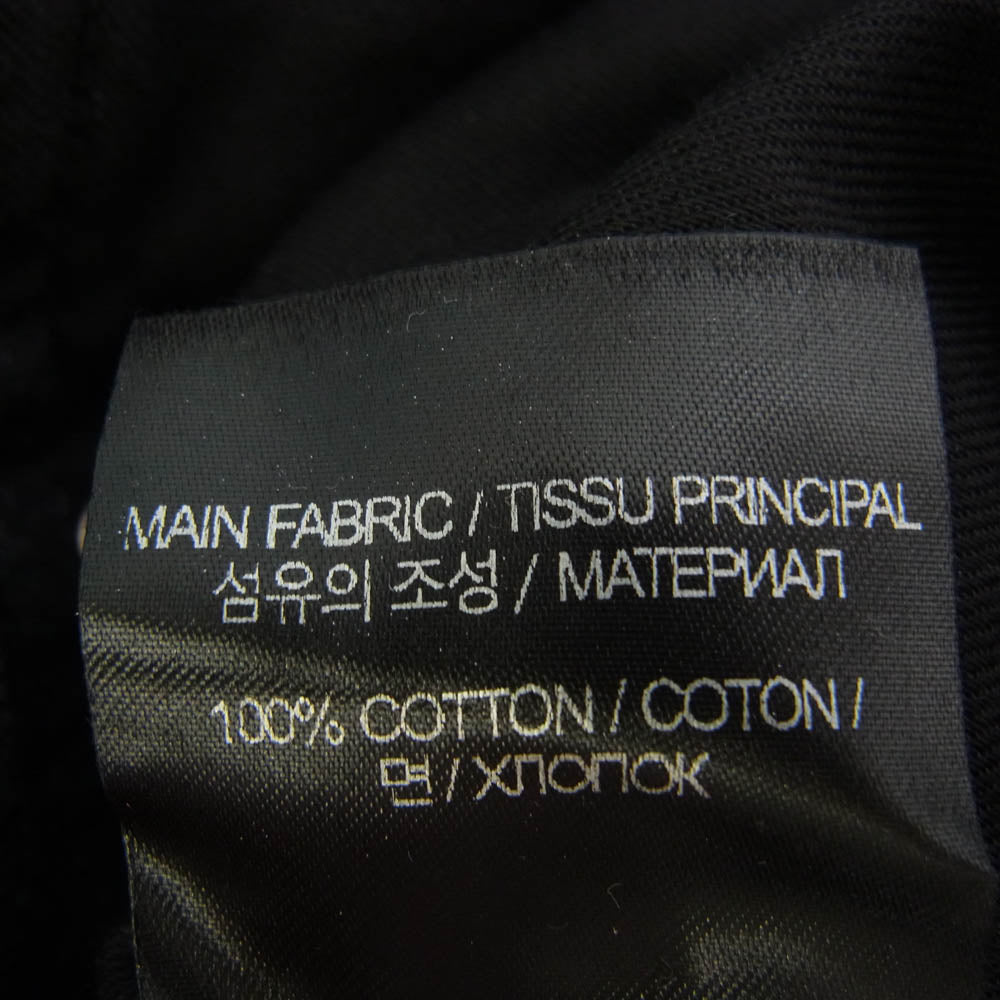 MAIN FABRIC / TISSU PRINCIPAL
섬유의 조성 / МАТЕРИАЛ
100% COTTON / COTON /
면 / ХЛОПОК